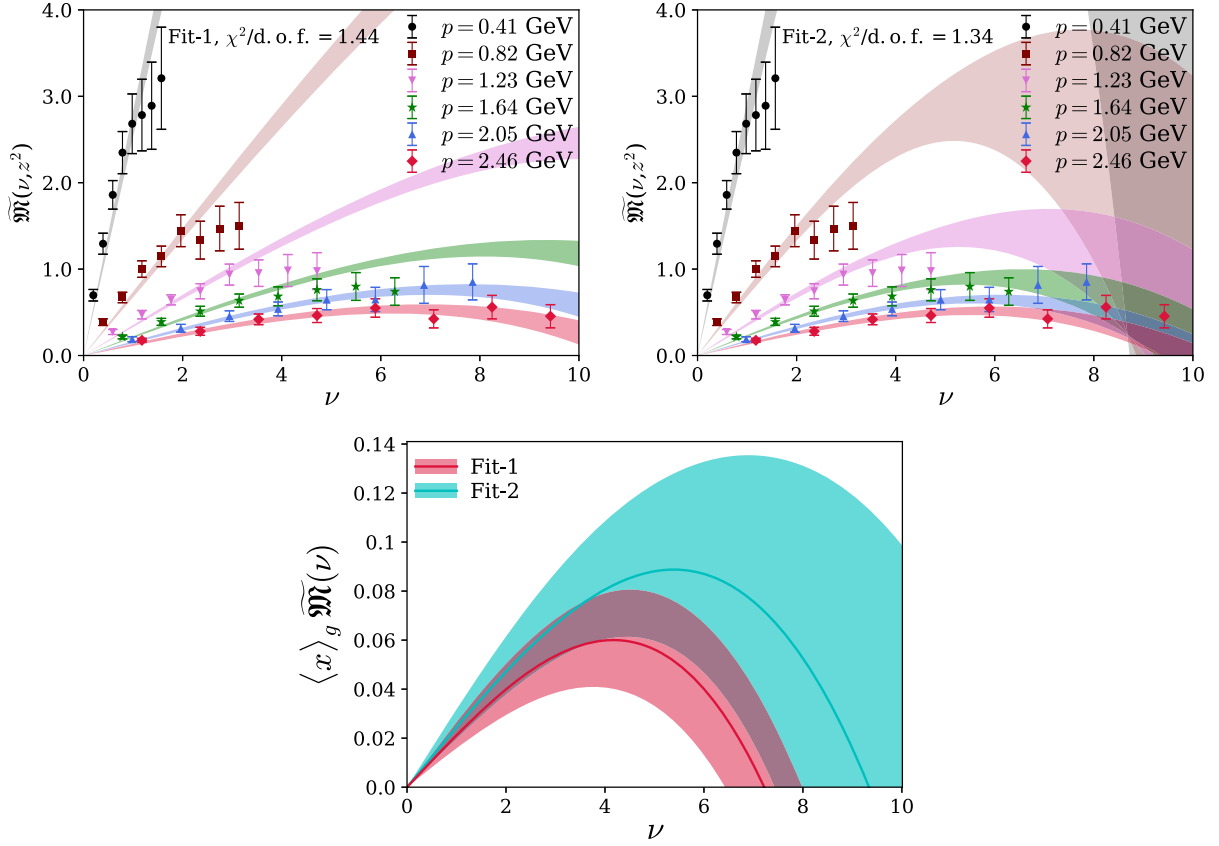 Fit-1, χ²/d. o. f. = 1.44
p = 0.41 GeV
p = 0.82 GeV
p = 1.23 GeV
p = 1.64 GeV
p = 2.05 GeV
p = 2.46 GeV
4.0
3.0
2.0
1.0
0.0
𝔐̃(ν, z²)
0 2 4 6 8 10
ν
Fit-2, χ²/d. o. f. = 1.34
p = 0.41 GeV
p = 0.82 GeV
p = 1.23 GeV
p = 1.64 GeV
p = 2.05 GeV
p = 2.46 GeV
4.0
3.0
2.0
1.0
0.0
𝔐̃(ν, z²)
0 2 4 6 8 10
ν
Fit-1
Fit-2
0.14
0.12
0.1
0.08
0.06
0.04
0.02
0.0
⟨x⟩g 𝔐̃(ν)
0 2 4 6 8 10
ν